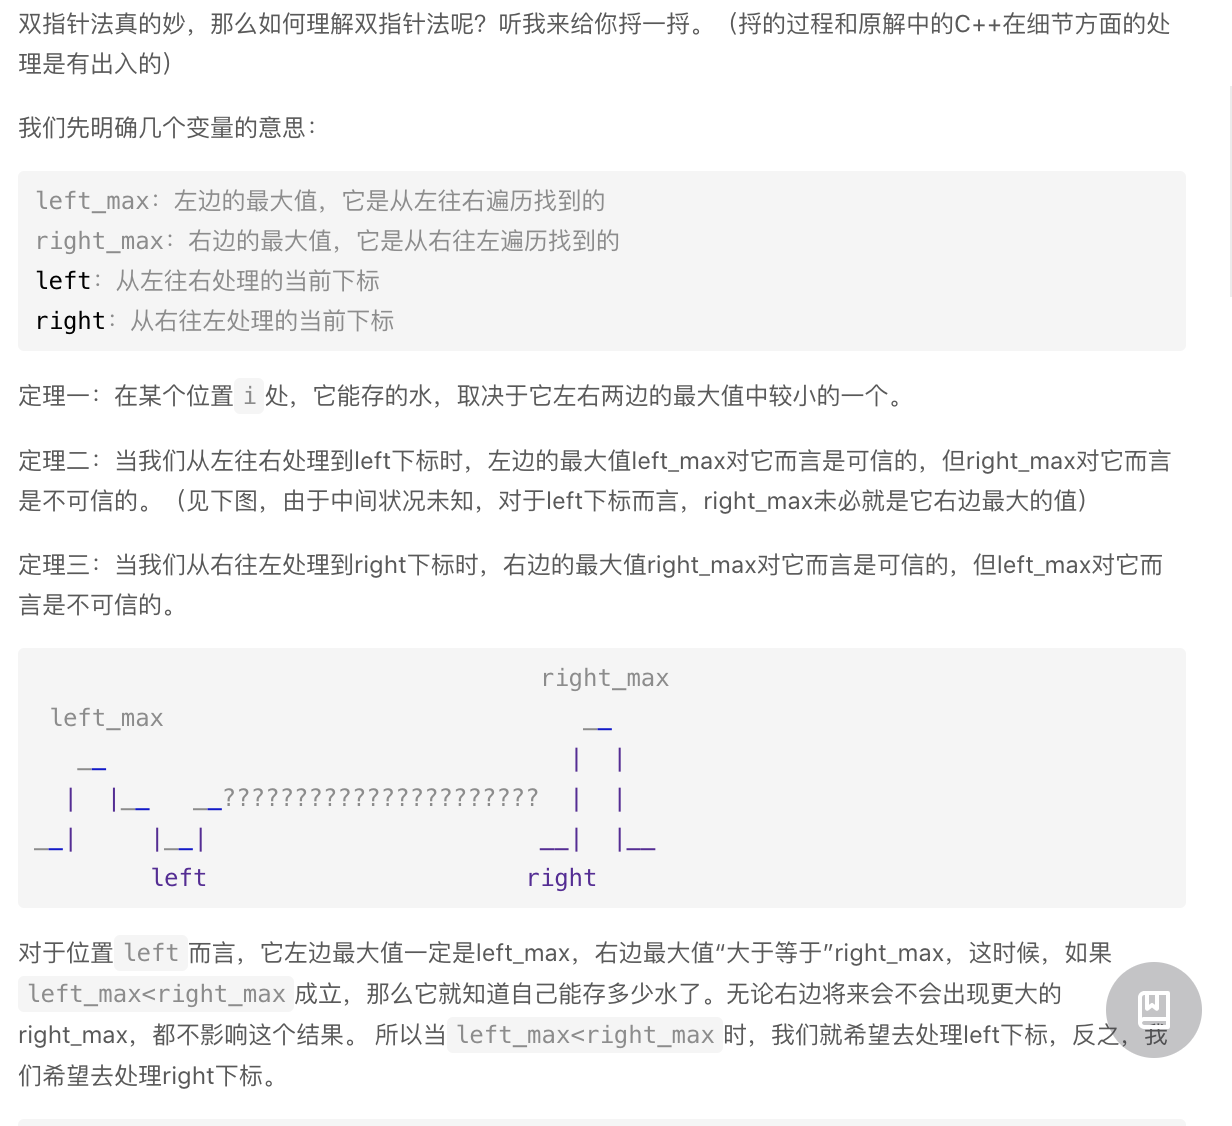 双指针法真的妙，那么如何理解双指针法呢？听我来给你捋一捋。（捋的过程和原解中的C++在细节方面的处
理是有出入的）
我们先明确几个变量的意思：
left_max：左边的最大值，它是从左往右遍历找到的
right_max：右边的最大值，它是从右往左遍历找到的
left：从左往右处理的当前下标
right：从右往左处理的当前下标
定理一：在某个位置i处，它能存的水，取决于它左右两边的最大值中较小的一个。
定理二：当我们从左往右处理到left下标时，左边的最大值left_max对它而言是可信的，但right_max对它而言
是不可信的。（见下图，由于中间状况未知，对于left下标而言，right_max未必就是它右边最大的值）
定理三：当我们从右往左处理到right下标时，右边的最大值right_max对它而言是可信的，但left_max对它而
言是不可信的。
                                   right_max
 left_max                             __
   __                                |  |
  |  |__   __??????????????????????  |  |
__|     |__|                       __|  |__
        left                      right
对于位置left而言，它左边最大值一定是left_max，右边最大值“大于等于”right_max，这时候，如果
left_max<right_max成立，那么它就知道自己能存多少水了。无论右边将来会不会出现更大的
right_max，都不影响这个结果。 所以当left_max<right_max时，我们就希望去处理left下标，反之，我
们希望去处理right下标。